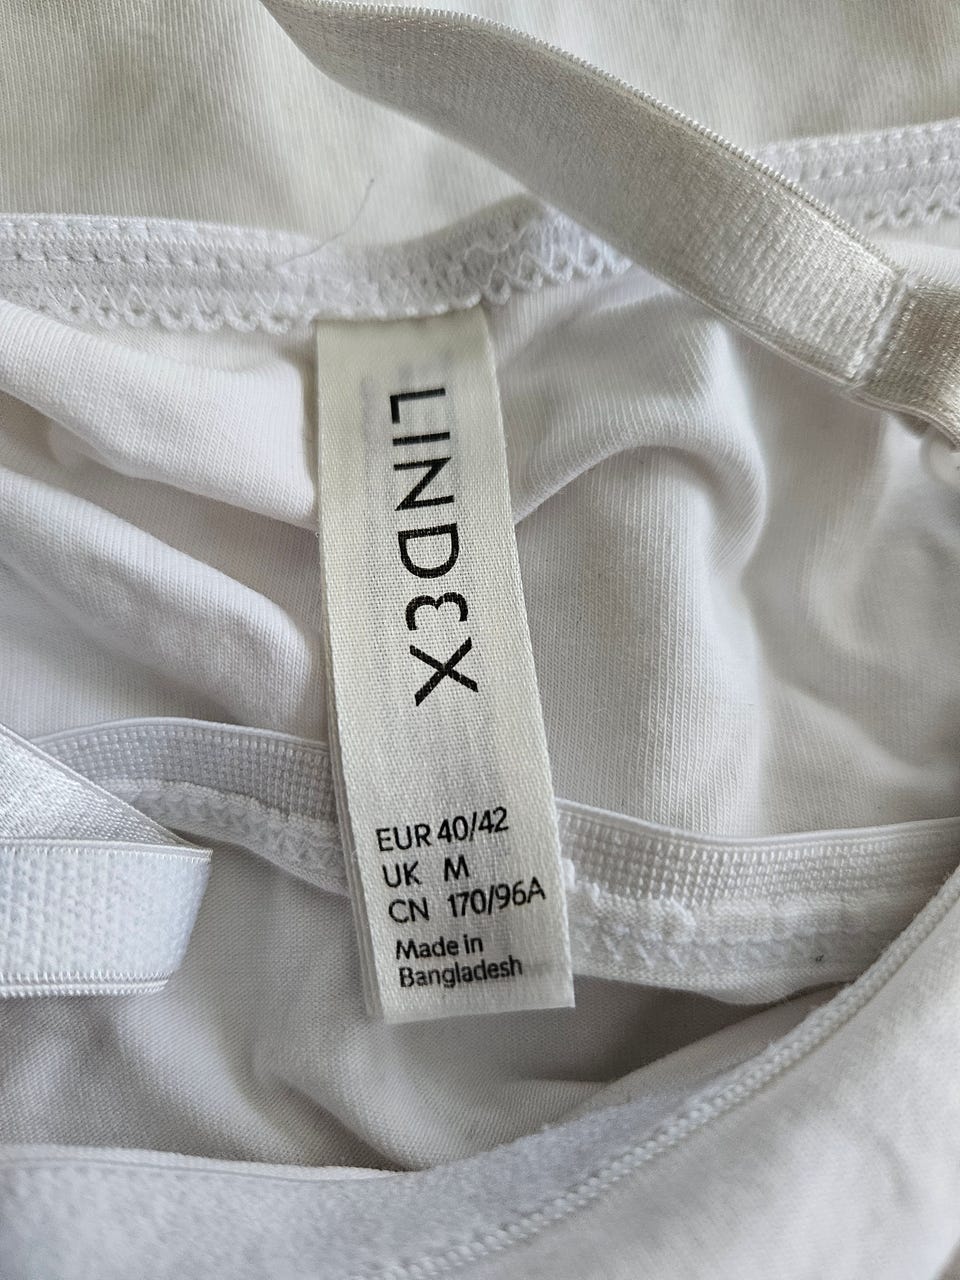 LINDEX
EUR 40/42
UK M
CN 170/96A
Made in
Bangladesh